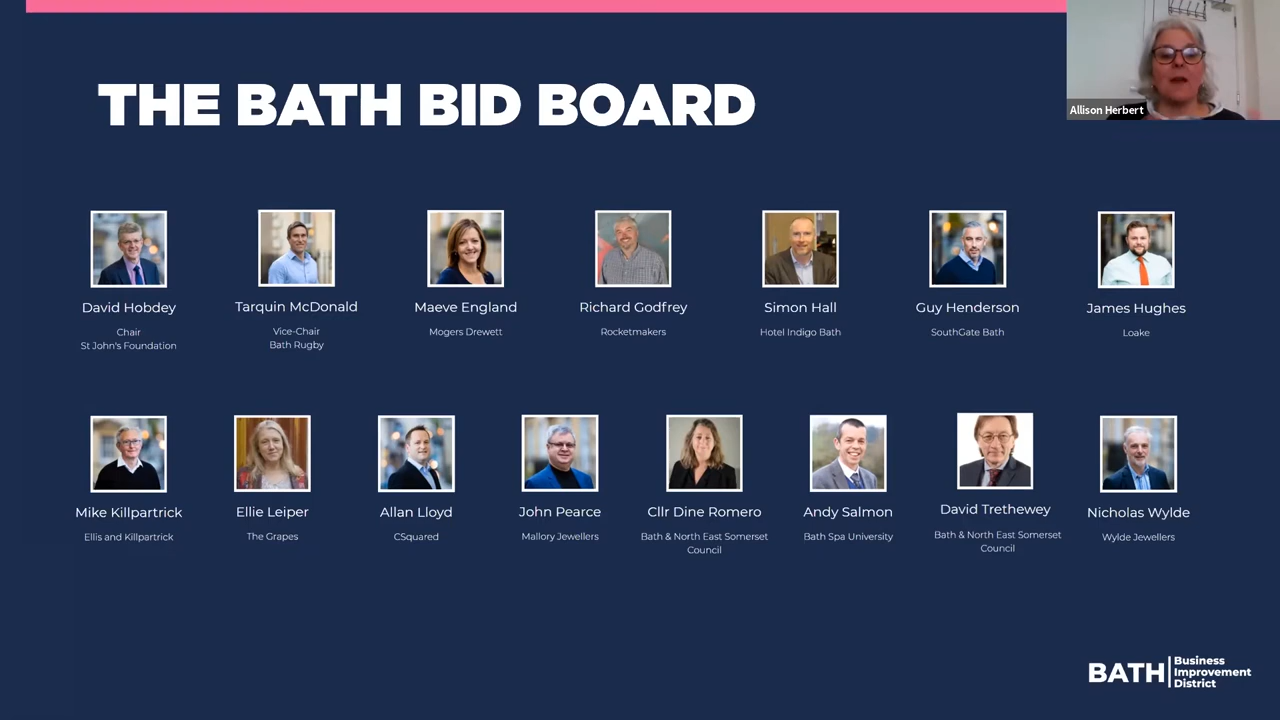 THE BATH BID BOARD
Allison Herbert
David Hobdey
Chair
St John's Foundation
Tarquin McDonald
Vice-Chair
Bath Rugby
Maeve England
Mogers Drewett
Richard Godfrey
Rocketmakers
Simon Hall
Hotel Indigo Bath
Guy Henderson
SouthGate Bath
James Hughes
Loake
Mike Killpartrick
Ellis and Killpartrick
Ellie Leiper
The Grapes
Allan Lloyd
CSquared
John Pearce
Mallory Jewellers
Cllr Dine Romero
Bath & North East Somerset
Council
Andy Salmon
Bath Spa University
David Trethewey
Bath & North East Somerset
Council
Nicholas Wylde
Wylde Jewellers
BATH
Business
Improvement
District